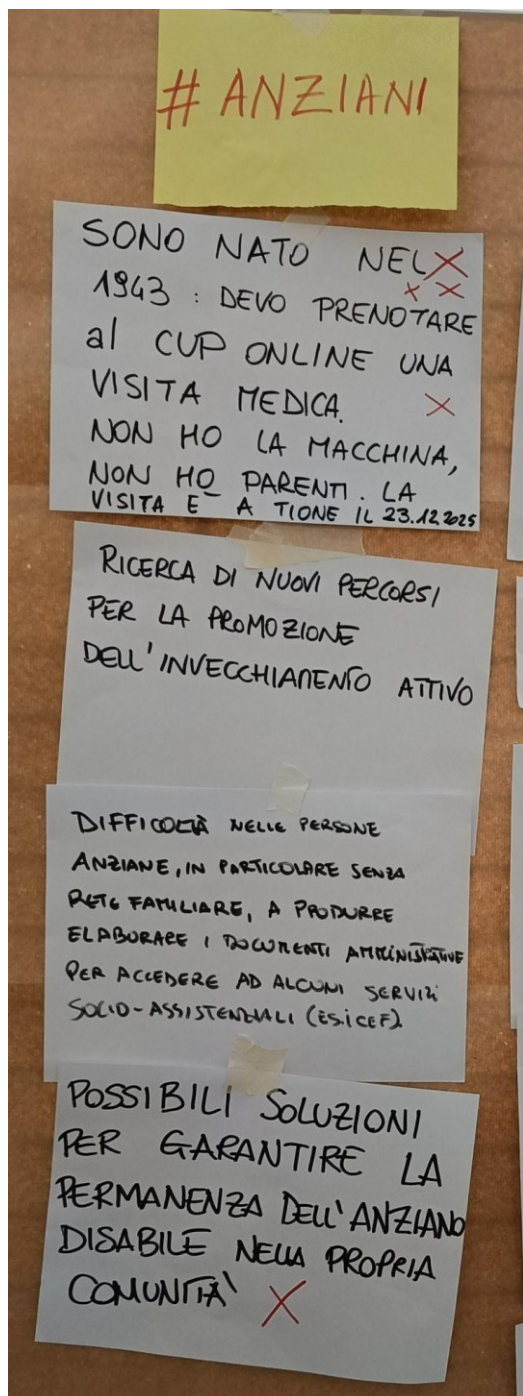 # ANZIANI
SONO NATO NEL
1943 : DEVO PRENOTARE
al CUP ONLINE UNA
VISITA MEDICA.
NON HO LA MACCHINA,
NON HO PARENTI. LA
VISITA E' A TIONE IL 23.12.2025
RICERCA DI NUOVI PERCORSI
PER LA PROMOZIONE
DELL'INVECCHIAMENTO ATTIVO
DIFFICOLTÀ NELLE PERSONE
ANZIANE, IN PARTICOLARE SENZA
RETE FAMILIARE, A PRODURRE
ELABORARE I DOCUMENTI AMMINISTRATIVE
PER ACCEDERE AD ALCUNI SERVIZI
SOCIO-ASSISTENZIALI (ES. ICEF).
POSSIBILI SOLUZIONI
PER GARANTIRE LA
PERMANENZA DELL'ANZIANO
DISABILE NELLA PROPRIA
COMUNITA'